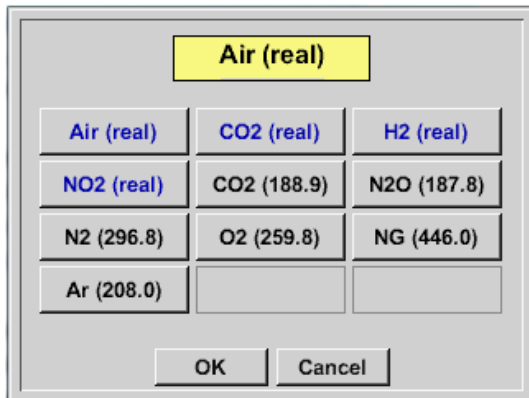 Air (real)
Air (real) CO2 (real) H2 (real)
NO2 (real) CO2 (188.9) N2O (187.8)
N2 (296.8) O2 (259.8) NG (446.0)
Ar (208.0)
OK Cancel